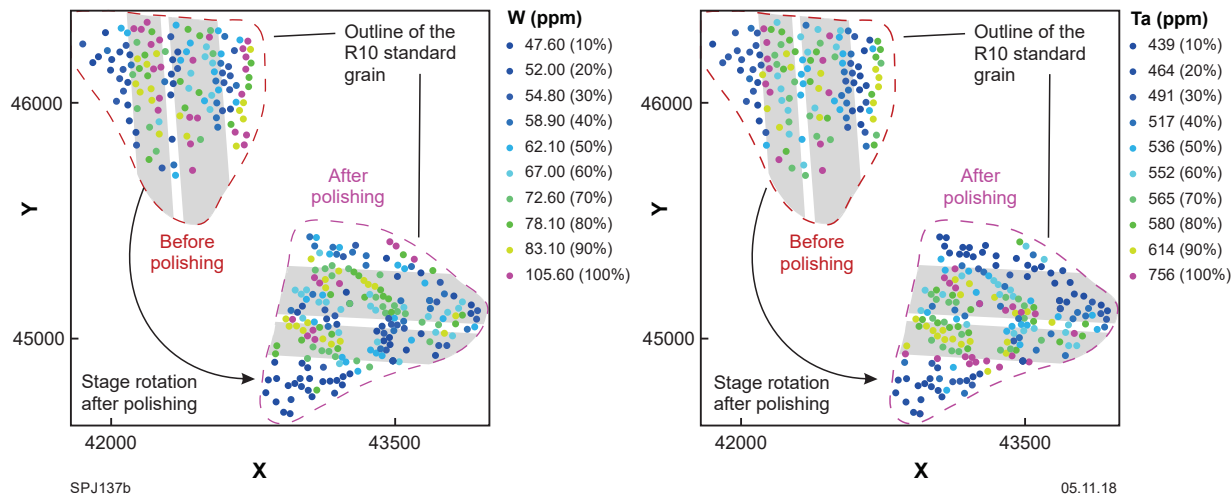 W (ppm)
47.60 (10%)
52.00 (20%)
54.80 (30%)
58.90 (40%)
62.10 (50%)
67.00 (60%)
72.60 (70%)
78.10 (80%)
83.10 (90%)
105.60 (100%)
Outline of the
R10 standard
grain
46000
45000
Y
After
polishing
Before
polishing
Stage rotation
after polishing
42000
43500
X
SPJ137b
Ta (ppm)
439 (10%)
464 (20%)
491 (30%)
517 (40%)
536 (50%)
552 (60%)
565 (70%)
580 (80%)
614 (90%)
756 (100%)
Outline of the
R10 standard
grain
46000
45000
Y
After
polishing
Before
polishing
Stage rotation
after polishing
42000
43500
X
05.11.18